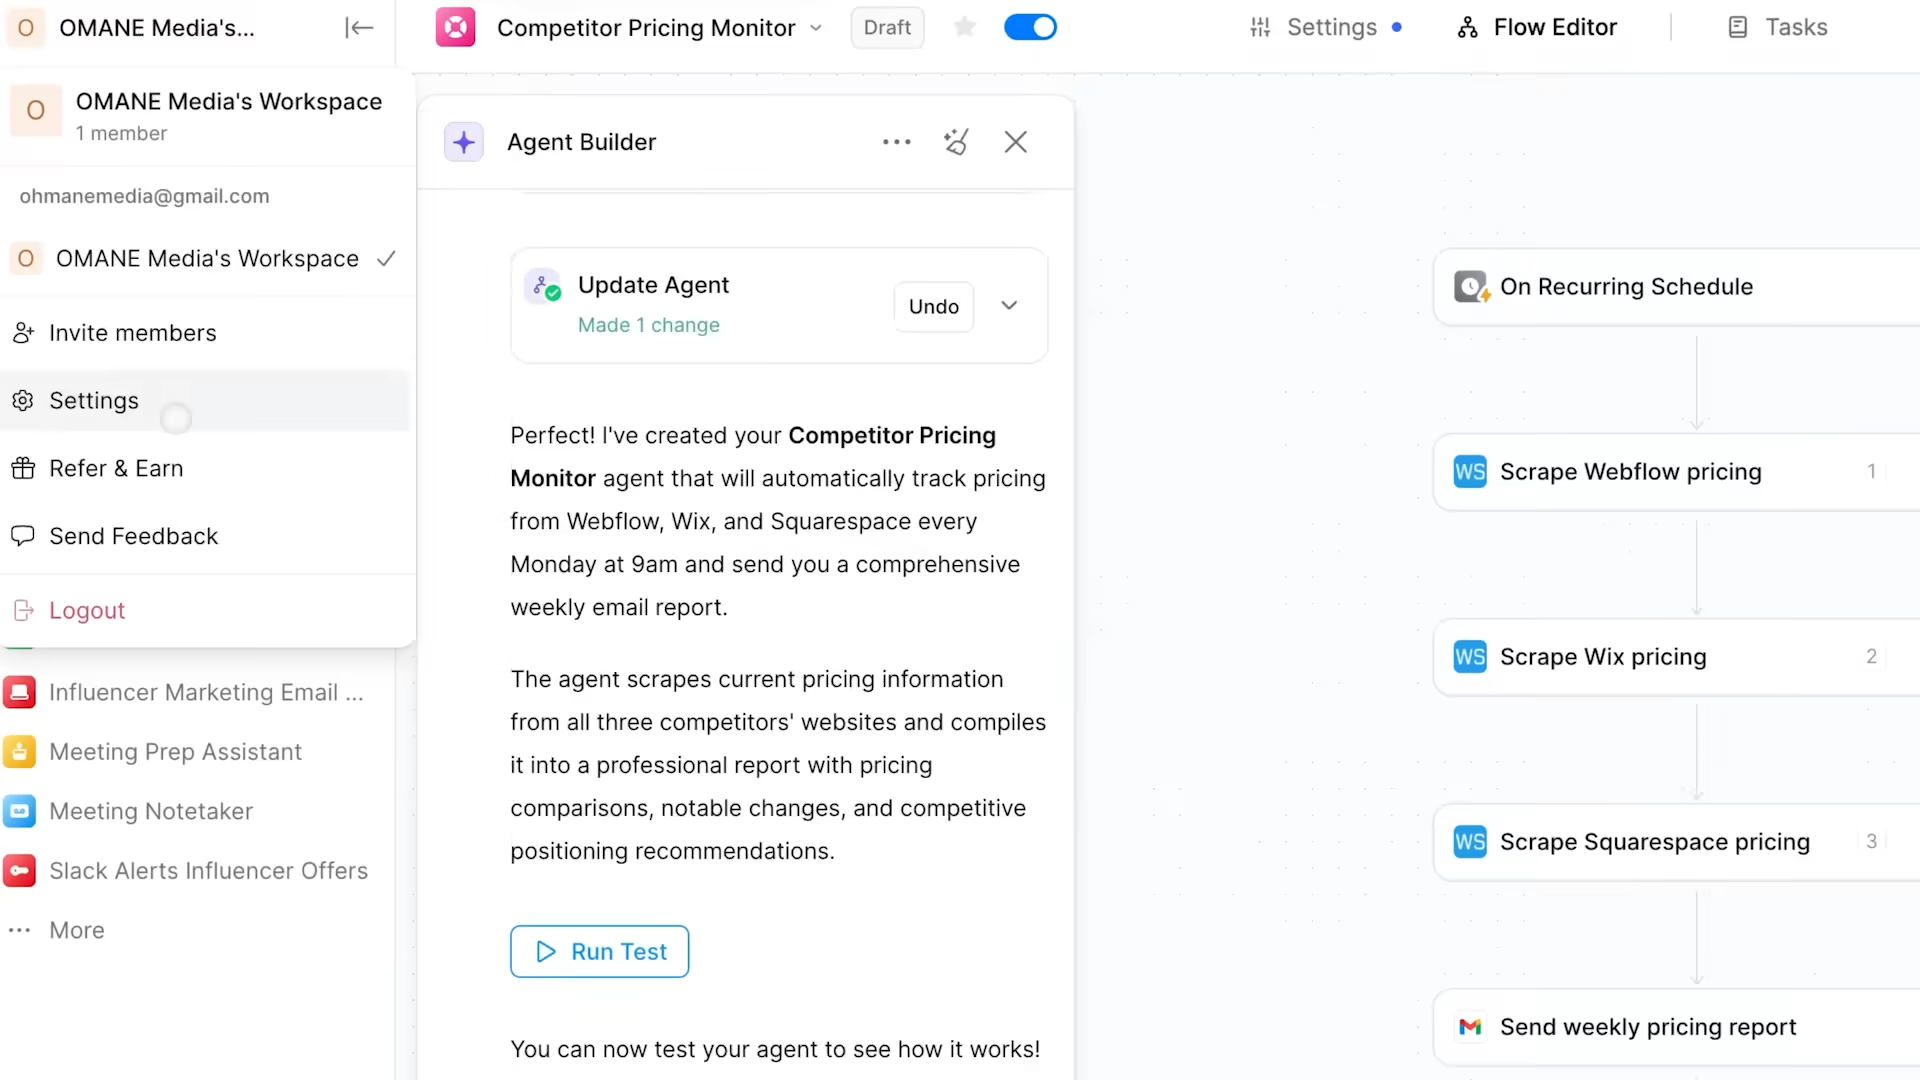 O OMANE Media's...
Competitor Pricing Monitor Draft
Settings Flow Editor Tasks
O OMANE Media's Workspace
1 member
ohmanemedia@gmail.com
O OMANE Media's Workspace
Invite members
Settings
Refer & Earn
Send Feedback
Logout
Influencer Marketing Email ...
Meeting Prep Assistant
Meeting Notetaker
Slack Alerts Influencer Offers
More
Agent Builder
Update Agent
Made 1 change
Undo
Perfect! I've created your Competitor Pricing
Monitor agent that will automatically track pricing
from Webflow, Wix, and Squarespace every
Monday at 9am and send you a comprehensive
weekly email report.
The agent scrapes current pricing information
from all three competitors' websites and compiles
it into a professional report with pricing
comparisons, notable changes, and competitive
positioning recommendations.
Run Test
You can now test your agent to see how it works!
On Recurring Schedule
WS Scrape Webflow pricing 1
WS Scrape Wix pricing 2
WS Scrape Squarespace pricing 3
Send weekly pricing report